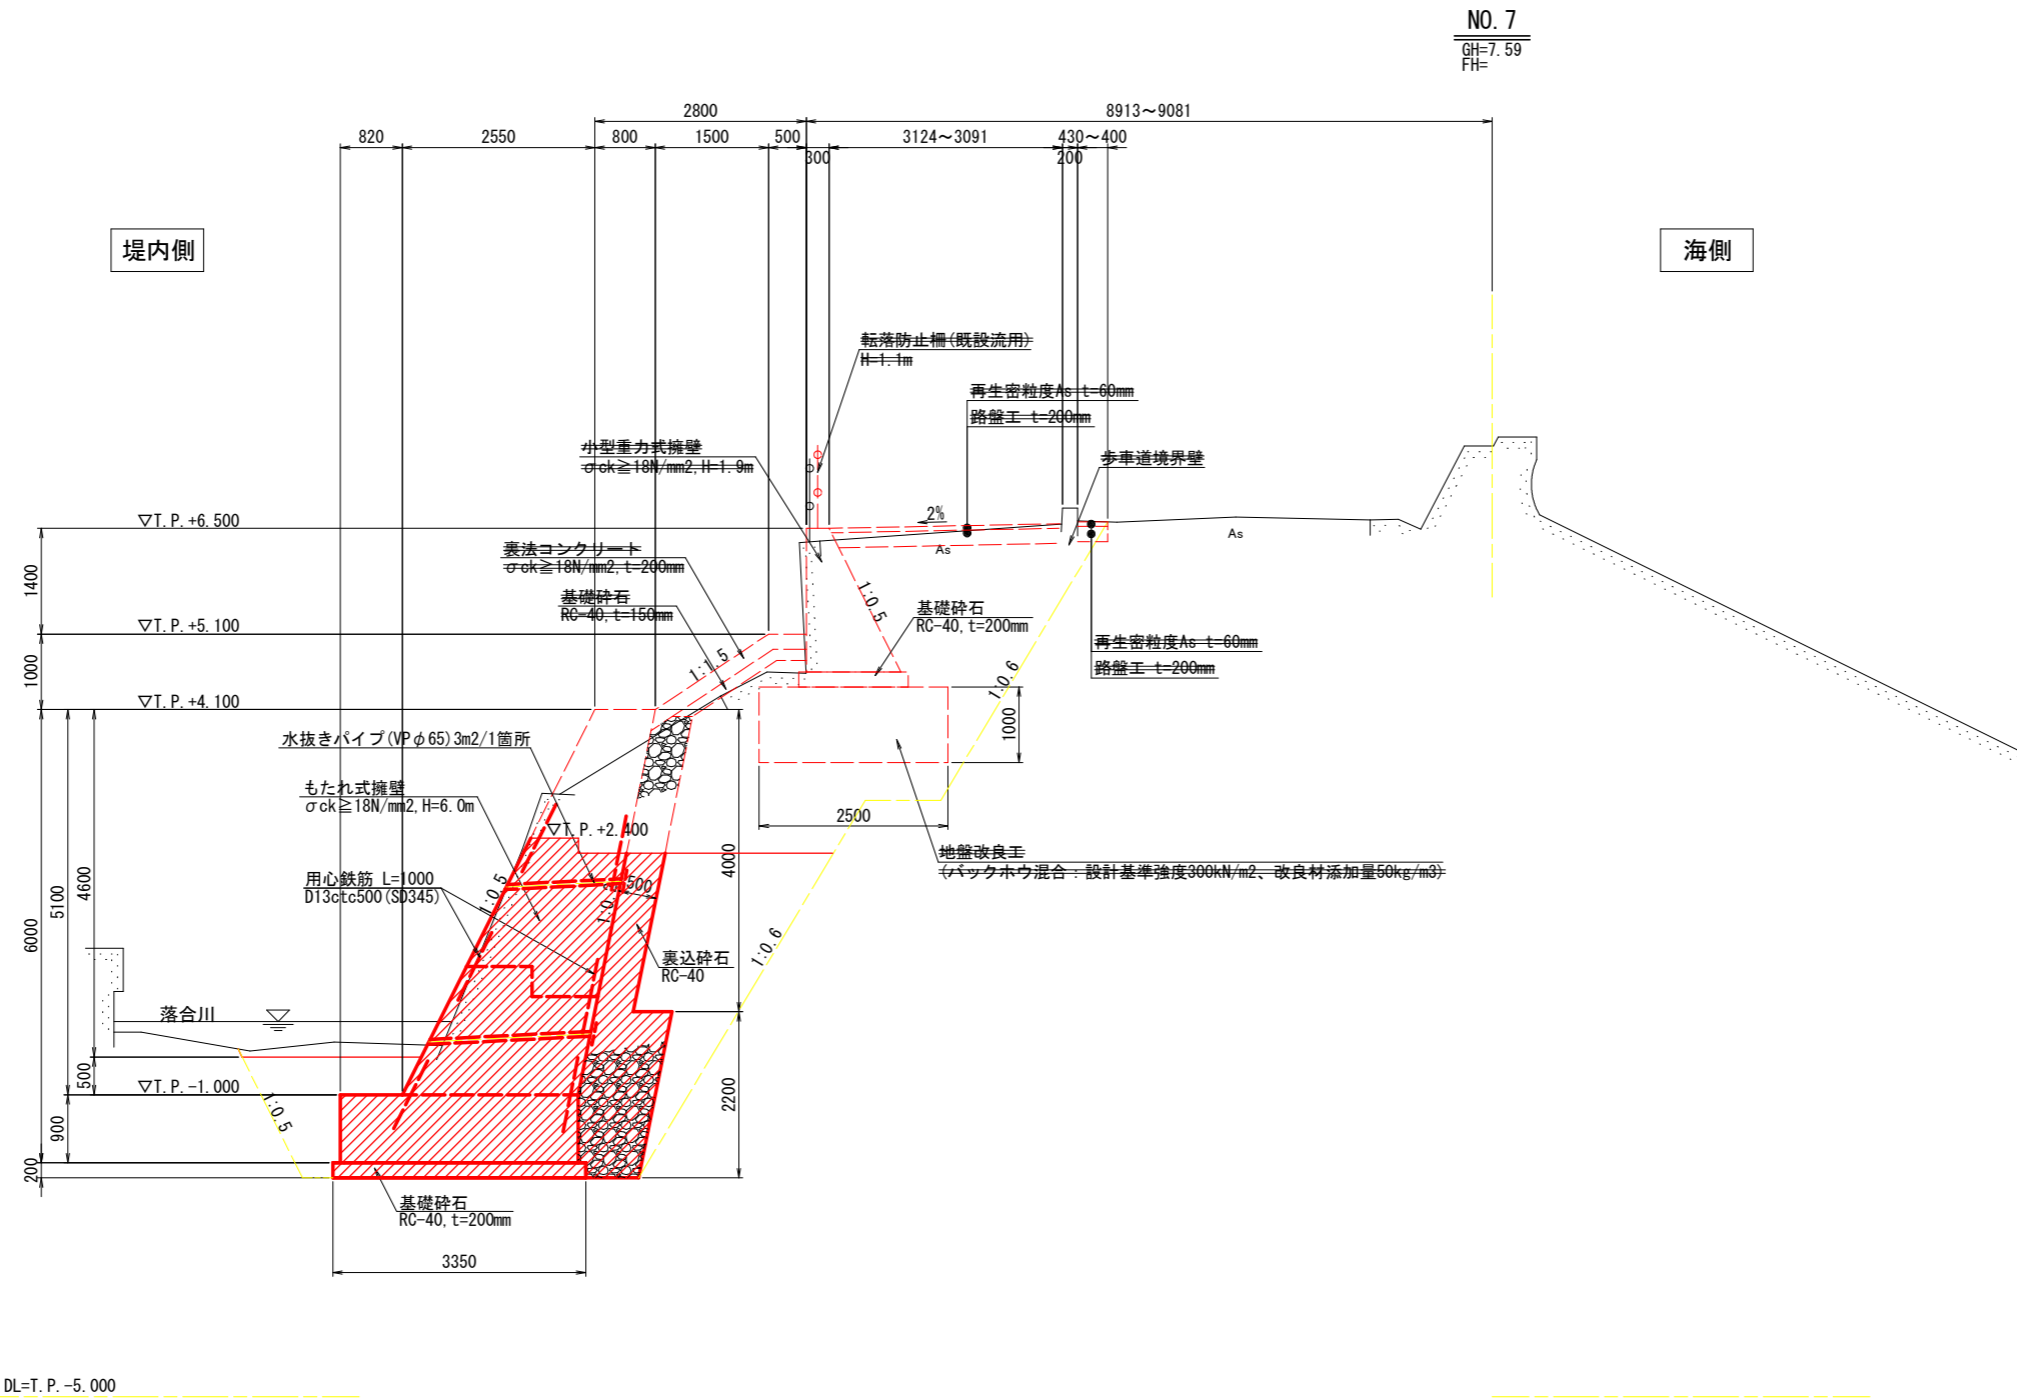 NO.7
GH=7.59
FH=
2800
8913～9081
820
2550
800
1500
500
3124～3091
430～400
300
200
堤内側
海側
転落防止柵(既設流用)
H=1.1m
再生密粒度As t=60mm
路盤工 t=200mm
小型重力式擁壁
σck≧18N/mm2,H=1.9m
歩車道境界壁
▽T.P.+6.500
2%
As
As
裏法コンクリート
σck≧18N/mm2,t=200mm
1400
基礎砕石
RC-40,t=150mm
1:0.5
基礎砕石
RC-40,t=200mm
▽T.P.+5.100
再生密粒度As t=60mm
路盤工 t=200mm
1:1.5
1:0.6
1000
▽T.P.+4.100
1000
水抜きパイプ(VPφ65)3m2/1箇所
もたれ式擁壁
σck≧18N/mm2,H=6.0m
2500
▽T.P.+2.400
地盤改良工
(バックホウ混合：設計基準強度300kN/m2、改良材添加量50kg/m3)
4000
用心鉄筋 L=1000
D13ctc500(SD345)
1:0.5
500
4600
5100
6000
1:0.6
裏込砕石
RC-40
落合川
500
▽T.P.-1.000
1:0.5
2200
900
200
基礎砕石
RC-40,t=200mm
3350
DL=T.P.-5.000